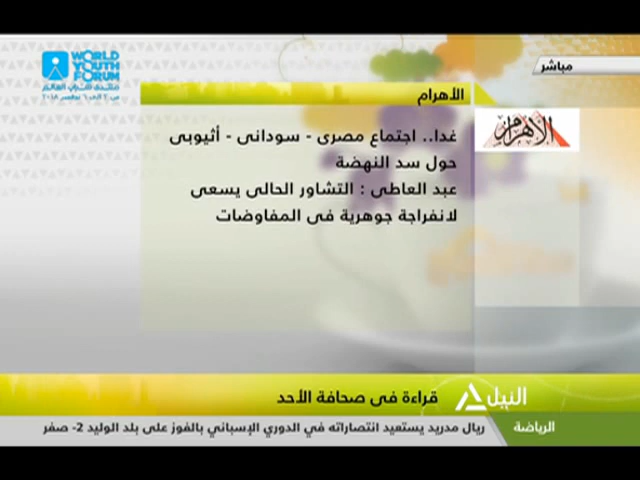 WORLD
YOUTH
FORUM
منتدى شباب العالم
مباشر
الأهرام
الأهرام
غدا.. اجتماع مصرى - سودانى - أثيوبى
حول سد النهضة
عبد العاطى : التشاور الحالى يسعى
لانفراجة جوهرية فى المفاوضات
النيل
قراءة فى صحافة الأحد
الرياضة
ريال مدريد يستعيد انتصاراته في الدوري الإسباني بالفوز على بلد الوليد 2- صفر